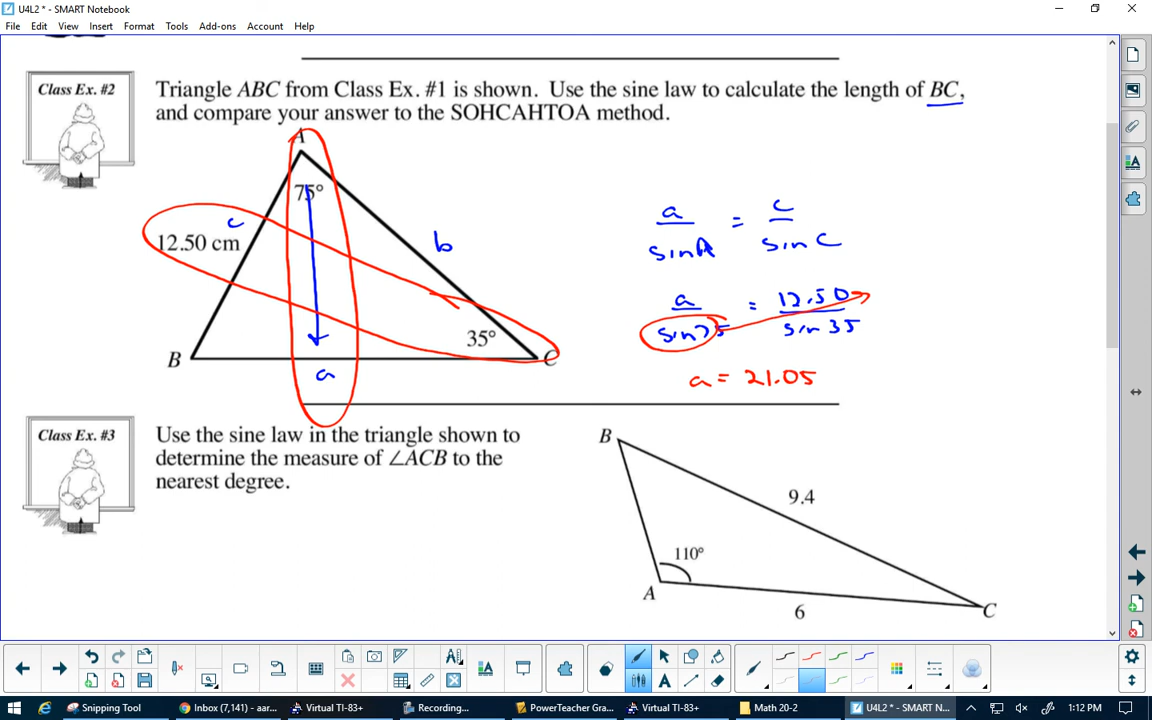 U4L2 * - SMART Notebook
File Edit View Insert Format Tools Add-ons Account Help
Class Ex. #2
Triangle ABC from Class Ex. #1 is shown. Use the sine law to calculate the length of BC,
and compare your answer to the SOHCAHTOA method.
A
75°
c
12.50 cm
b
35°
B
C
a
a/sinA = c/sinC
a/sin75 = 12.50/sin35
a = 21.05
Class Ex. #3
Use the sine law in the triangle shown to
determine the measure of ∠ACB to the
nearest degree.
B
9.4
110°
A
6
C
Snipping Tool
Inbox (7,141) - aar...
Virtual TI-83+
Recording...
PowerTeacher Gra...
Virtual TI-83+
Math 20-2
U4L2 * - SMART N...
1:12 PM